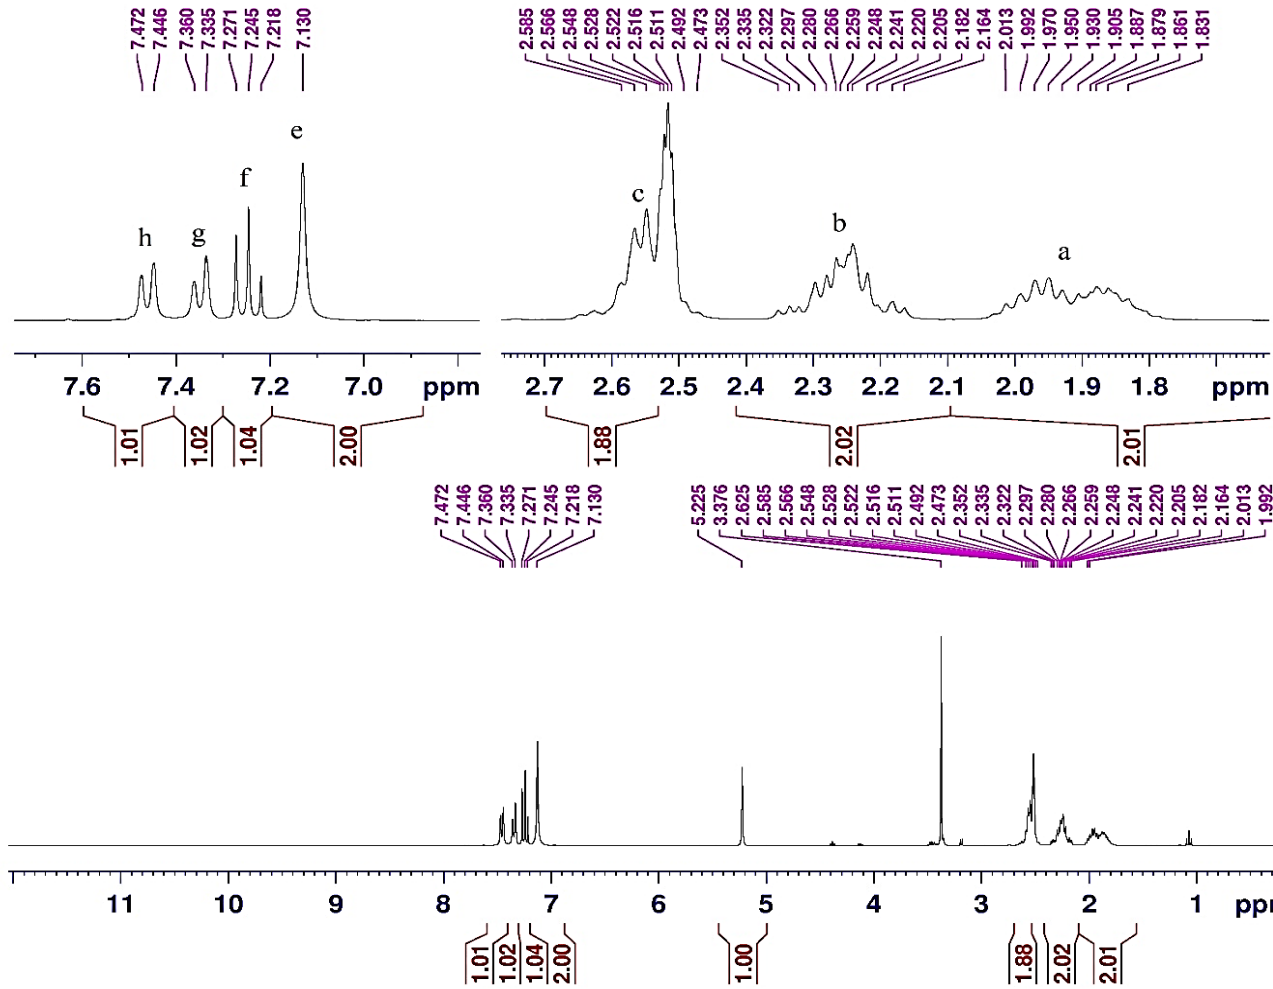 7.472 7.446 7.360 7.335 7.271 7.245 7.218 7.130
2.585 2.566 2.548 2.528 2.522 2.516 2.511 2.492 2.473 2.352 2.335 2.322 2.297 2.280 2.266 2.259 2.248 2.241 2.220 2.205 2.182 2.164 2.013 1.992 1.970 1.950 1.930 1.905 1.887 1.879 1.861 1.831
h g f e
c b a
7.6 7.4 7.2 7.0 ppm
2.7 2.6 2.5 2.4 2.3 2.2 2.1 2.0 1.9 1.8 ppm
1.01 1.02 1.04 2.00
1.88 2.02 2.01
7.472 7.446 7.360 7.335 7.271 7.245 7.218 7.130
5.225 3.376 2.625 2.585 2.566 2.548 2.528 2.522 2.516 2.511 2.492 2.473 2.352 2.335 2.322 2.297 2.280 2.266 2.259 2.248 2.241 2.220 2.205 2.182 2.164 2.013 1.992
11 10 9 8 7 6 5 4 3 2 1 ppm
1.01 1.02 1.04 2.00 1.00 1.88 2.02 2.01